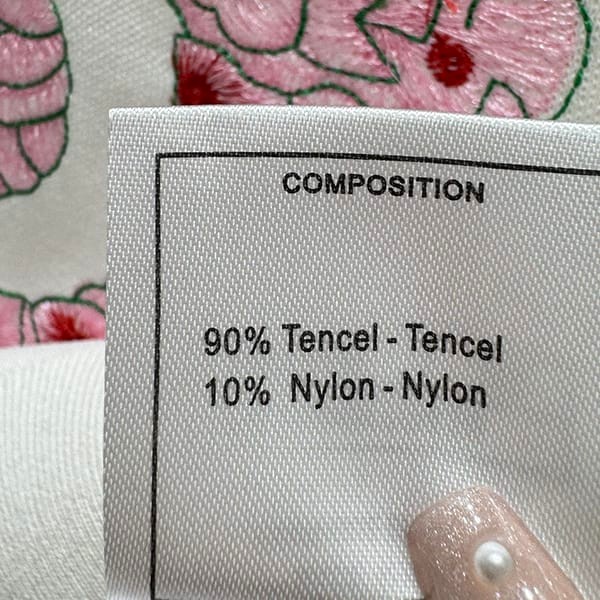 COMPOSITION
90% Tencel - Tencel
10% Nylon - Nylon